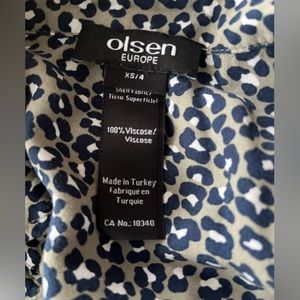 olsen
EUROPE
XS/4
Shell Fabric/
Tissu Superficiel
100% Viscose/
Viscose
Made in Turkey
Fabriqué en
Turquie
CA No.: 10340